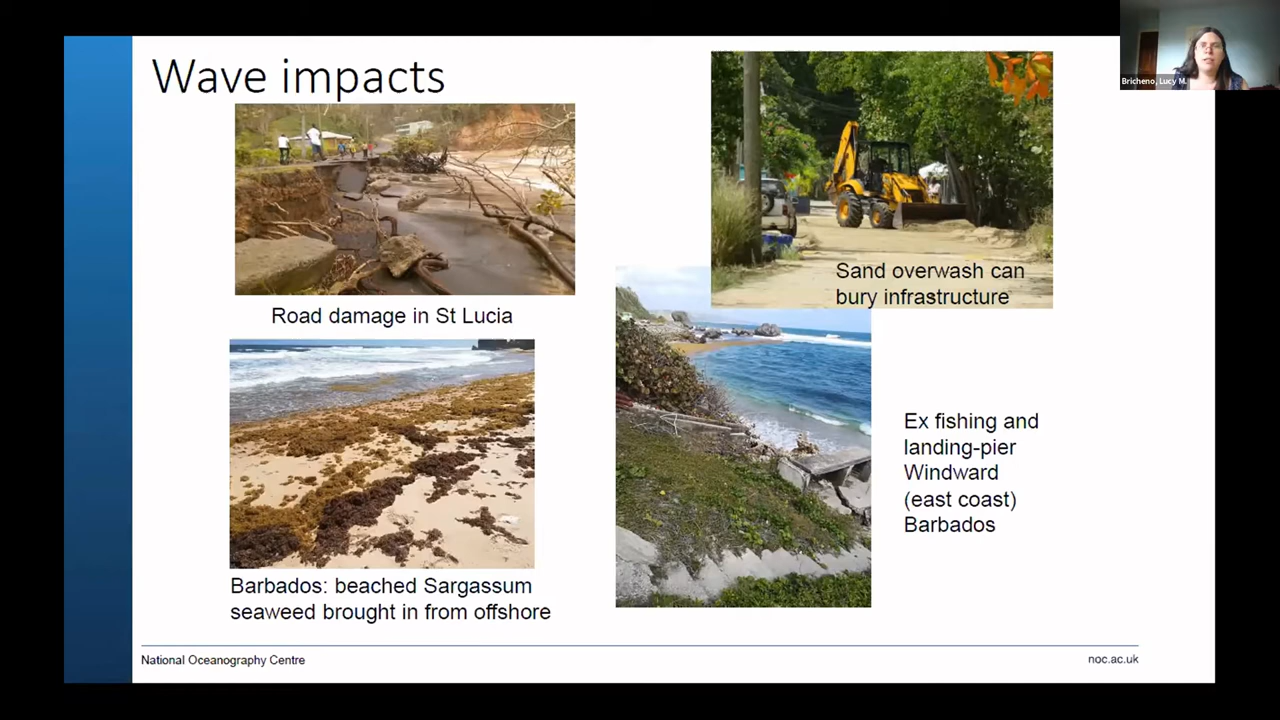 Wave impacts
Bricheno, Lucy M.
Road damage in St Lucia
Sand overwash can
bury infrastructure
Ex fishing and
landing-pier
Windward
(east coast)
Barbados
Barbados: beached Sargassum
seaweed brought in from offshore
National Oceanography Centre
noc.ac.uk